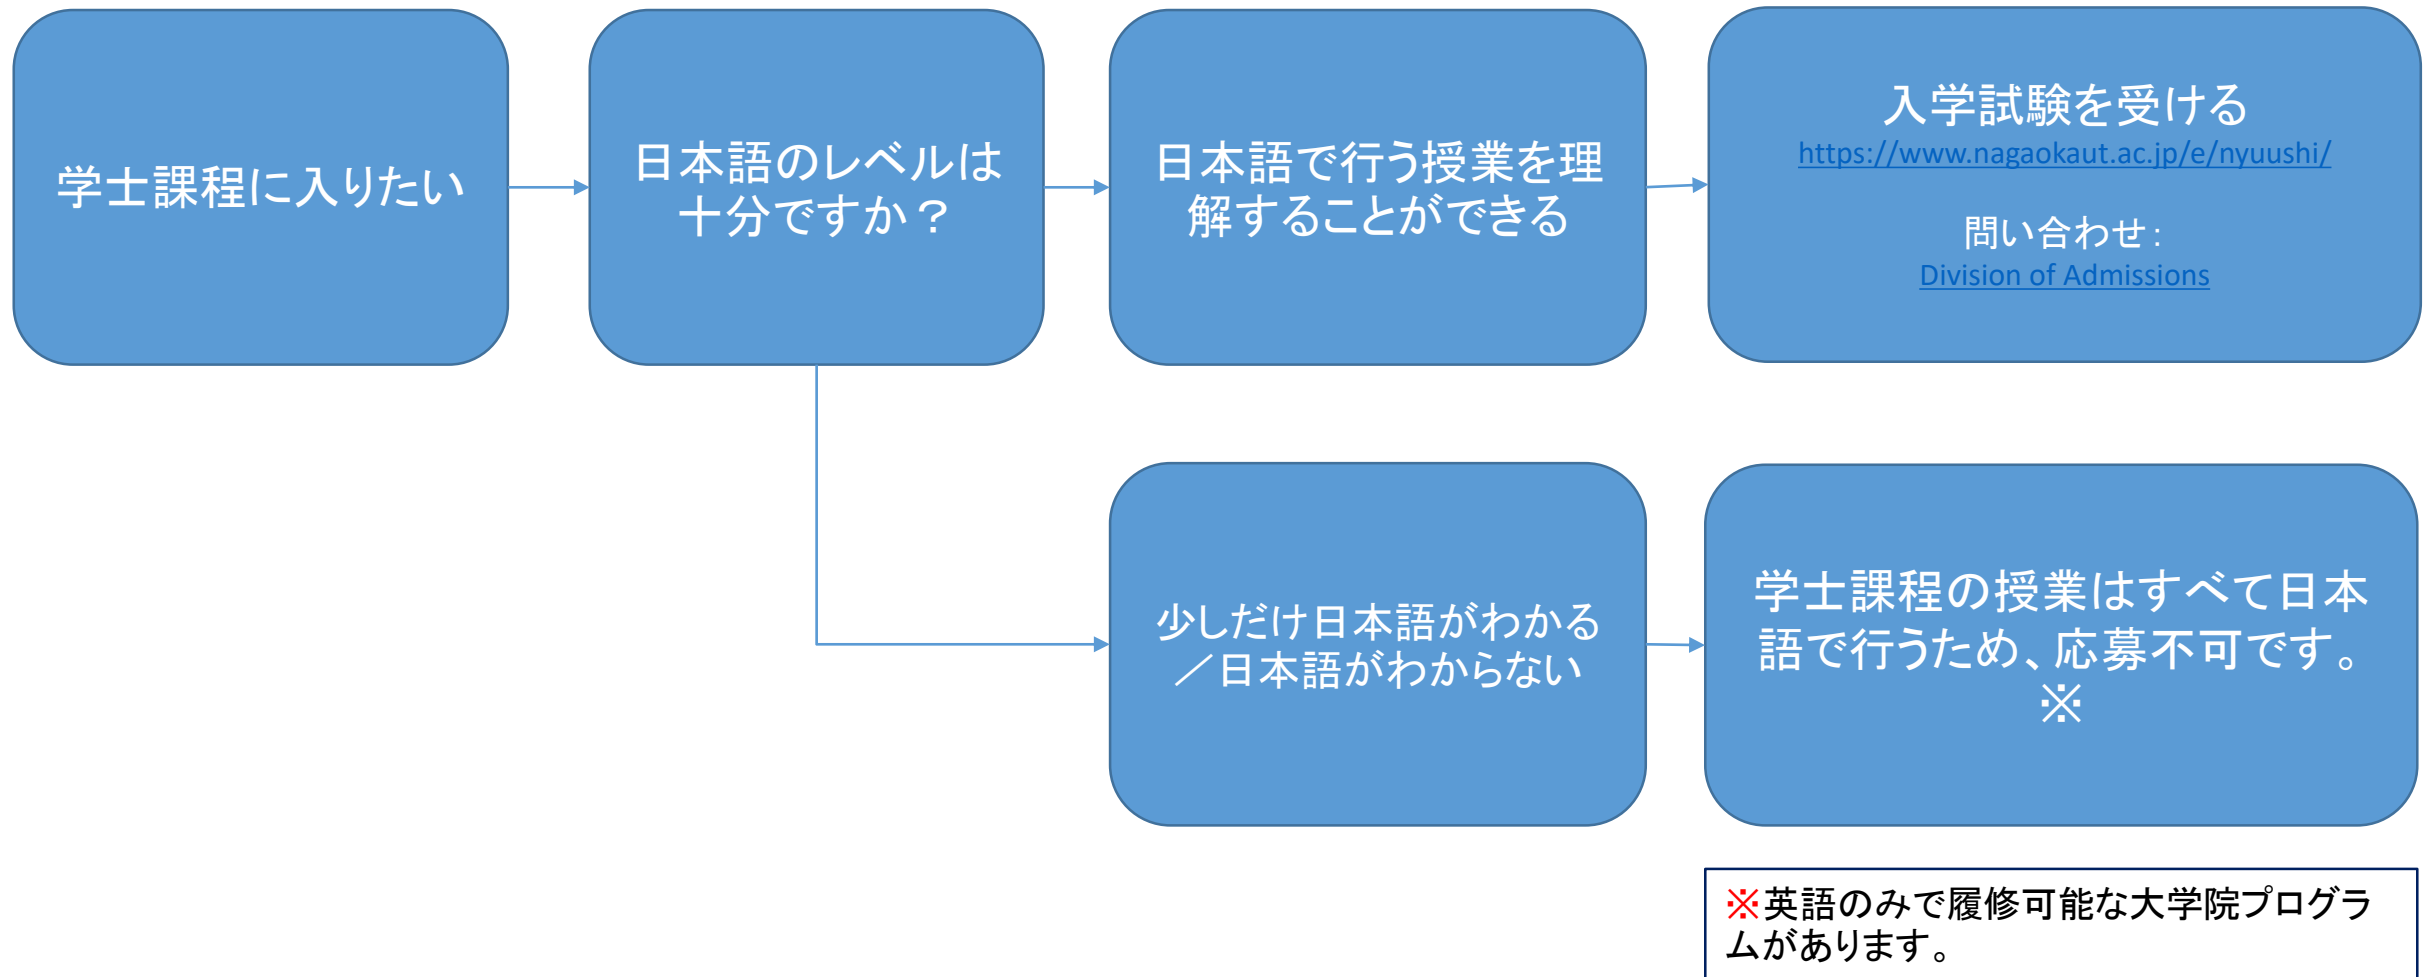 学士課程に入りたい
日本語のレベルは
十分ですか？
日本語で行う授業を理
解することができる
入学試験を受ける
https://www.nagaokaut.ac.jp/e/nyuushi/
問い合わせ：
Division of Admissions
少しだけ日本語がわかる
／日本語がわからない
学士課程の授業はすべて日本
語で行うため、応募不可です。
※
※英語のみで履修可能な大学院プログラ
ムがあります。